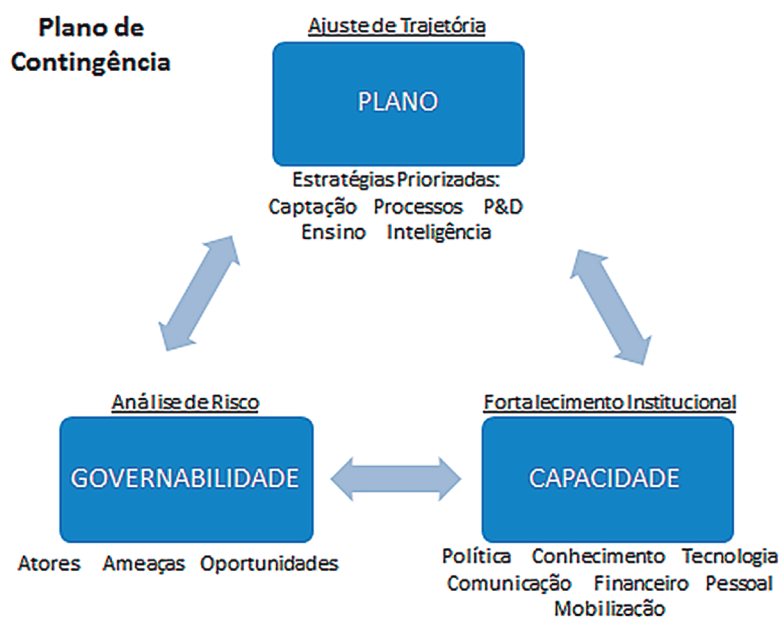 Plano de
Contingência
Ajuste de Trajetória
PLANO
Estratégias Priorizadas:
Captação Processos P&D
Ensino Inteligência
Análise de Risco
GOVERNABILIDADE
Atores Ameaças Oportunidades
Fortalecimento Institucional
CAPACIDADE
Política Conhecimento Tecnologia
Comunicação Financeiro Pessoal
Mobilização